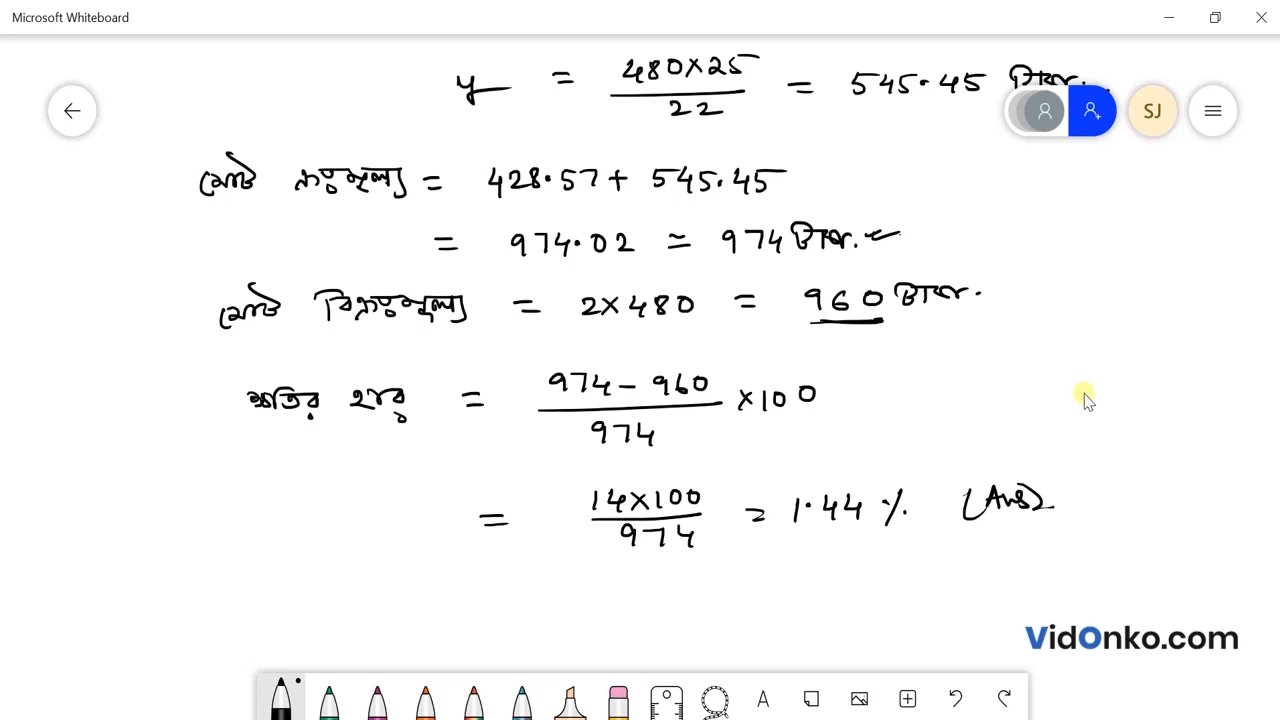 Microsoft Whiteboard
y = 480×25/22 = 545.45 টাকা.
SJ
মোট ক্রয়মূল্য = 428.57 + 545.45
= 974.02 ≃ 974 টাকা.
মোট বিক্রয়মূল্য = 2×480 = 960 টাকা.
ক্ষতির হার = 974 – 960/974 ×100
= 14×100/974 = 1.44 % (Ans)
VidOnko.com
A